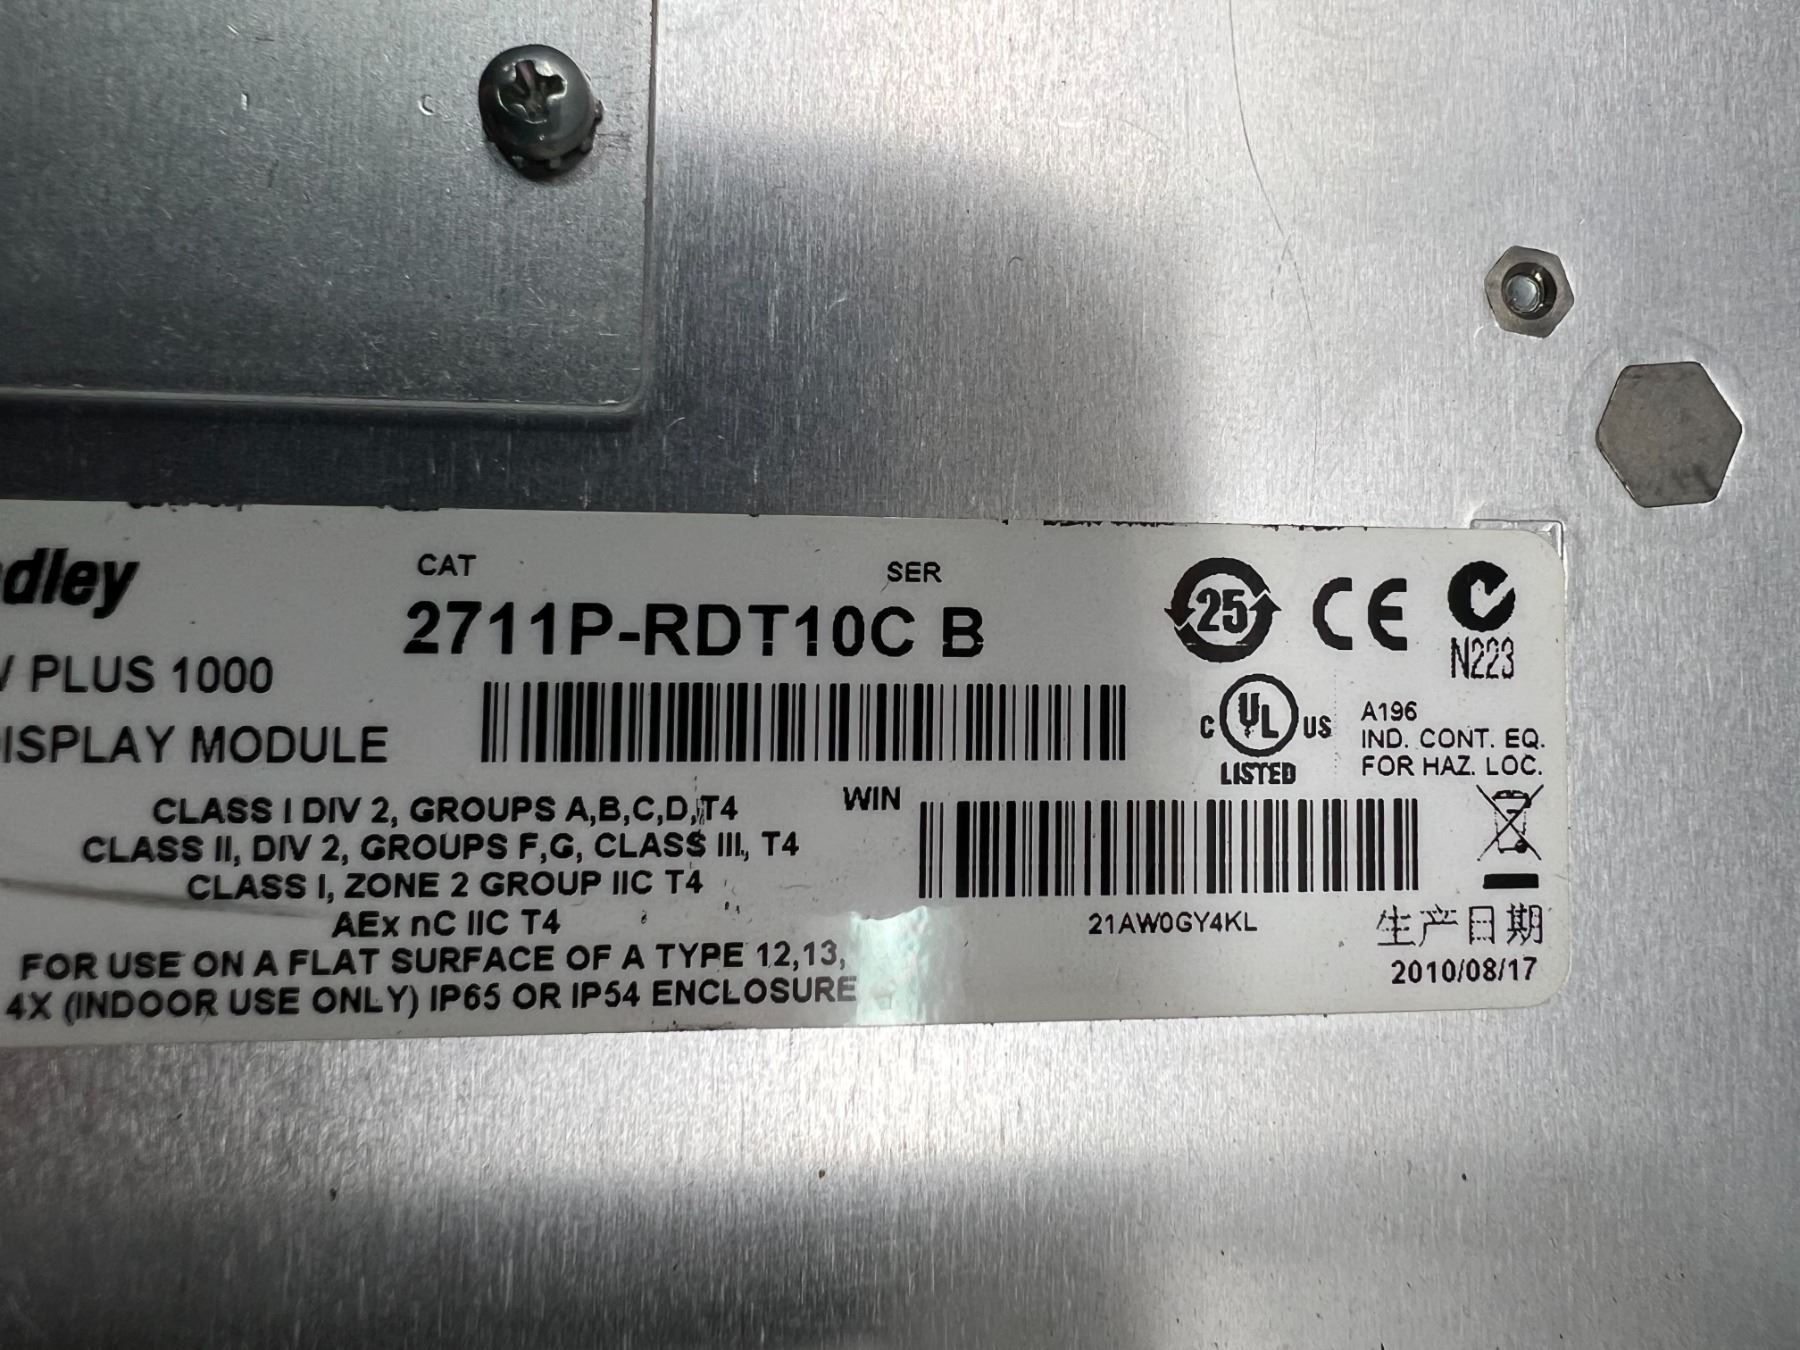 dley
CAT
SER
2711P-RDT10C B
25
CE
N223
PLUS 1000
C UL US
LISTED
A196
IND. CONT. EQ.
FOR HAZ. LOC.
DISPLAY MODULE
CLASS I DIV 2, GROUPS A,B,C,D,T4
CLASS II, DIV 2, GROUPS F,G, CLASS III, T4
CLASS I, ZONE 2 GROUP IIC T4
AEx nC IIC T4
FOR USE ON A FLAT SURFACE OF A TYPE 12,13,
4X (INDOOR USE ONLY) IP65 OR IP54 ENCLOSURE
WIN
21AW0GY4KL
生产日期
2010/08/17